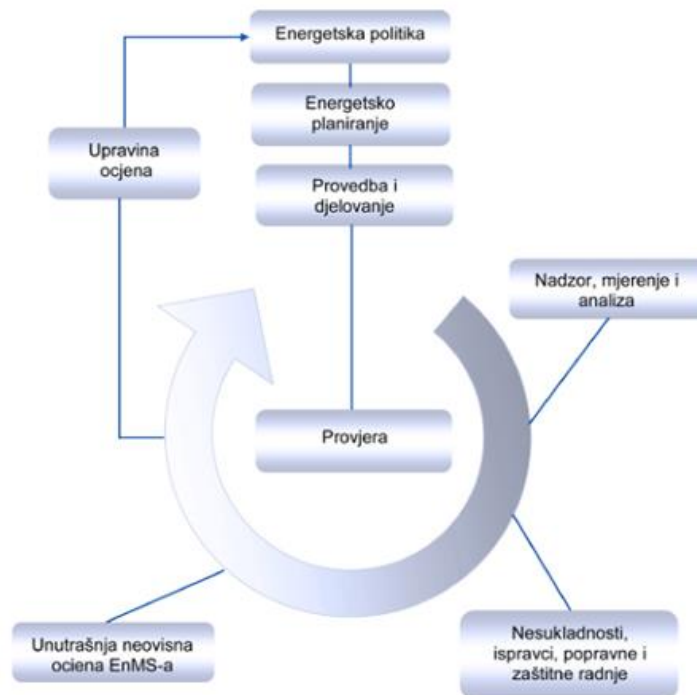 Energetska politika
Energetsko
planiranje
Upravina
ocjena
Provedba i
djelovanje
Nadzor, mjerenje i
analiza
Provjera
Unutrašnja neovisna
ociena EnMS-a
Nesukladnosti,
ispravci, popravne i
zaštitne radnje